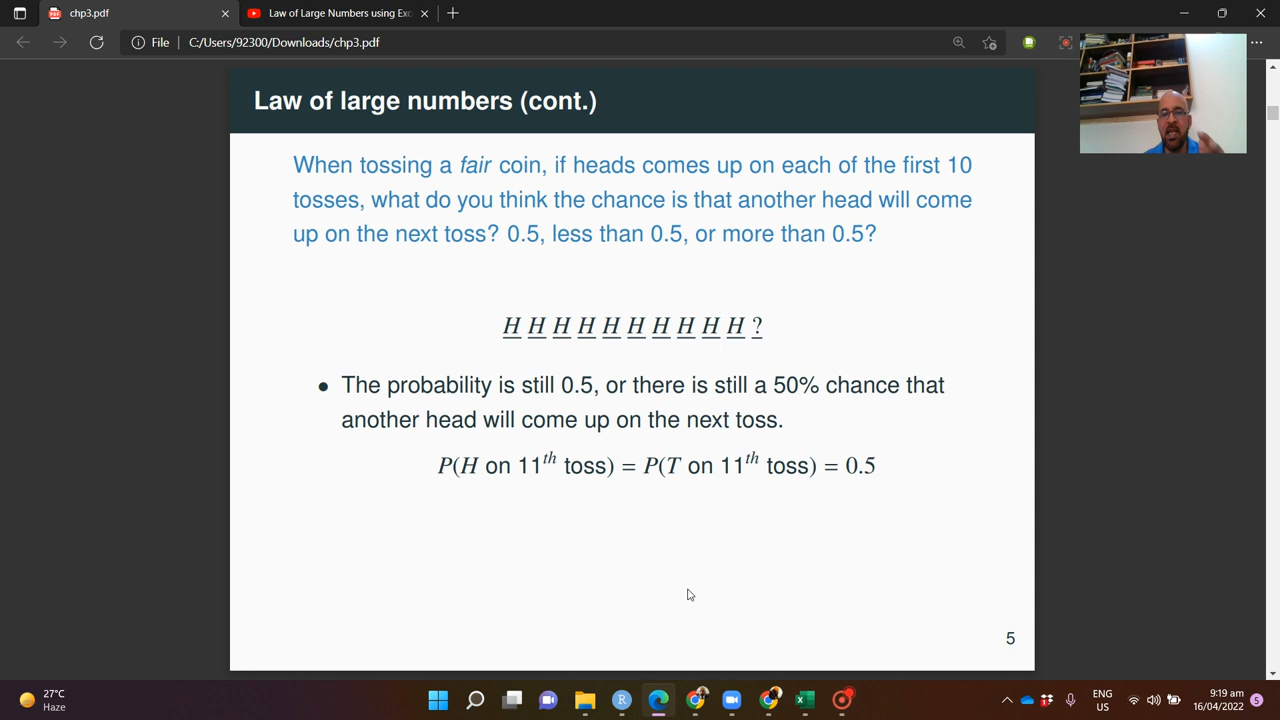 chp3.pdf
Law of Large Numbers using Exc
File
C:/Users/92300/Downloads/chp3.pdf
Law of large numbers (cont.)
When tossing a fair coin, if heads comes up on each of the first 10
tosses, what do you think the chance is that another head will come
up on the next toss? 0.5, less than 0.5, or more than 0.5?
H H H H H H H H H H ?
• The probability is still 0.5, or there is still a 50% chance that
another head will come up on the next toss.
P(H on 11th toss) = P(T on 11th toss) = 0.5
5
27°C
Haze
ENG
US
9:19 am
16/04/2022
5